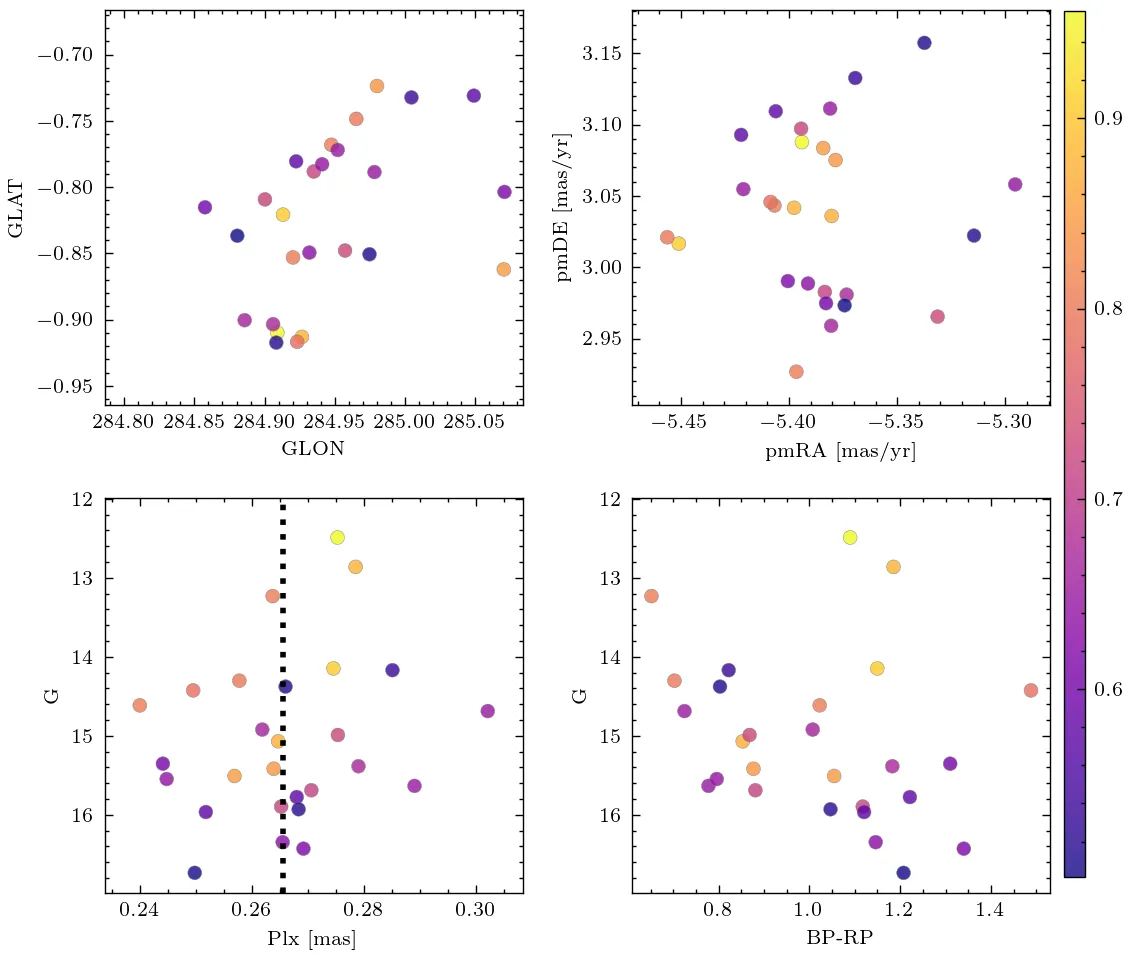 −0.70
−0.75
−0.80
−0.85
−0.90
−0.95
GLAT
284.80 284.85 284.90 284.95 285.00 285.05
GLON
3.15
3.10
3.05
3.00
2.95
pmDE [mas/yr]
−5.45 −5.40 −5.35 −5.30
pmRA [mas/yr]
0.9
0.8
0.7
0.6
12
13
14
15
16
G
0.24 0.26 0.28 0.30
Plx [mas]
12
13
14
15
16
G
0.8 1.0 1.2 1.4
BP-RP